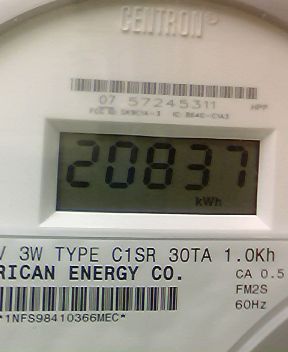 CENTRON®
07 57245311
HPP
20837
kWh
V 3W TYPE C1SR 30TA 1.0Kh
RICAN ENERGY CO.
CA 0.5
FM2S
60Hz
*1NFS98410366MEC*